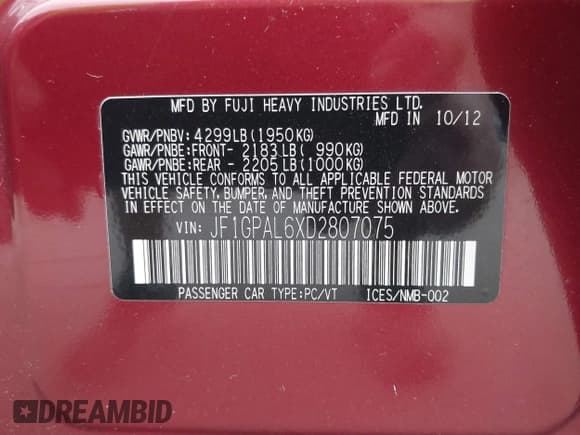 MFD BY FUJI HEAVY INDUSTRIES LTD.
MFD IN 10/12
GVWR/PNBV: 4299LB(1950KG)
GAWR/PNBE:FRONT- 2183LB( 990KG)
GAWR/PNBE:REAR - 2205LB(1000KG)
THIS VEHICLE CONFORMS TO ALL APPLICABLE FEDERAL MOTOR
VEHICLE SAFETY, BUMPER, AND THEFT PREVENTION STANDARDS
IN EFFECT ON THE DATE OF MANUFACTURE SHOWN ABOVE.
VIN: JF1GPAL6XD2807075
PASSENGER CAR TYPE:PC/VT ICES/NMB-002
DREAMBID